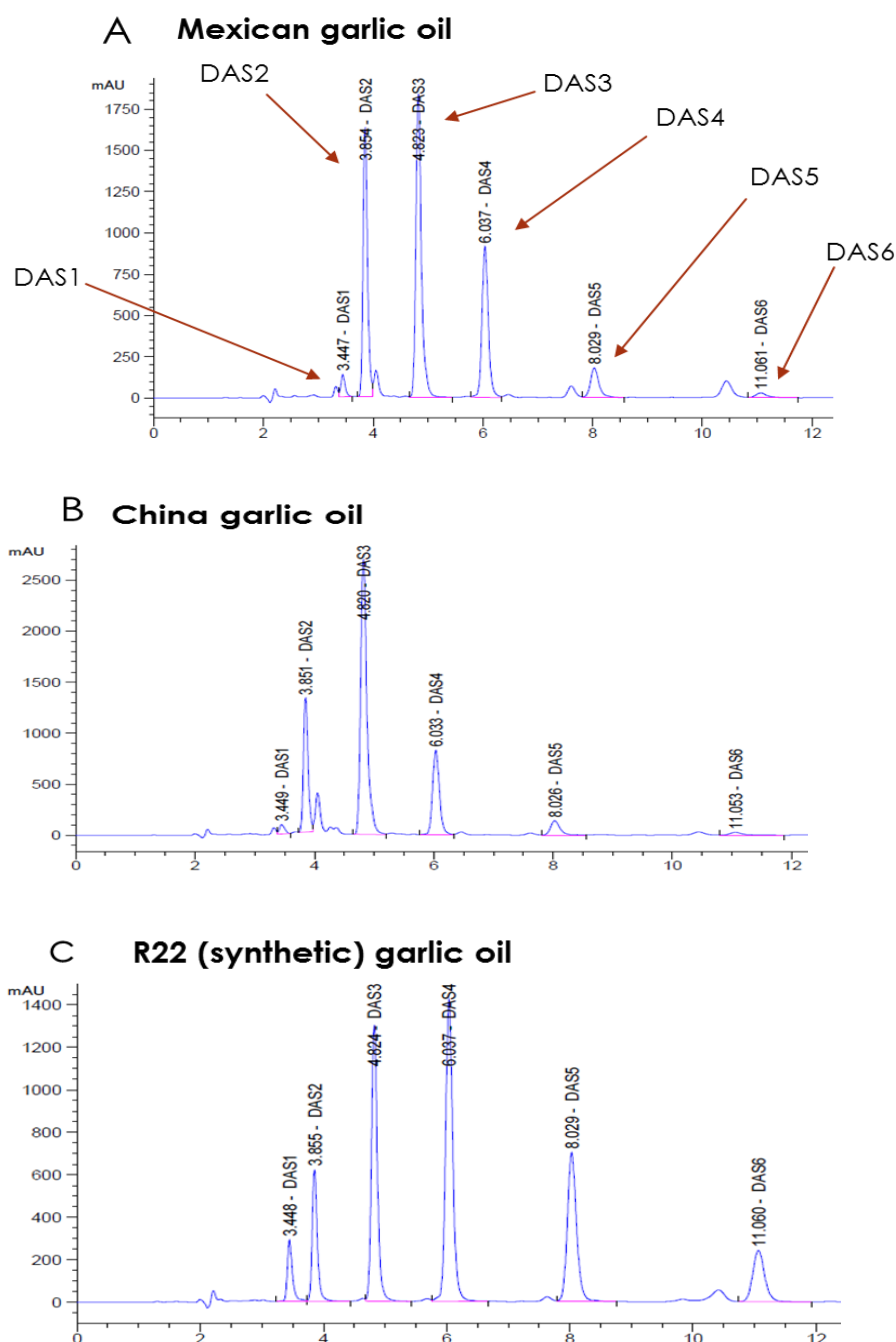 A Mexican garlic oil
DAS2
DAS3
DAS4
DAS5
DAS6
DAS1
mAU
1750
1500
1250
1000
750
500
250
0
3.447 - DAS1
3.854 - DAS2
4.823 - DAS3
6.037 - DAS4
8.029 - DAS5
11.061 - DAS6
0 2 4 6 8 10 12
B China garlic oil
mAU
2500
2000
1500
1000
500
0
3.449 - DAS1
3.851 - DAS2
4.820 - DAS3
6.033 - DAS4
8.026 - DAS5
11.053 - DAS6
0 2 4 6 8 10 12
C R22 (synthetic) garlic oil
mAU
1400
1200
1000
800
600
400
200
0
3.448 - DAS1
3.855 - DAS2
4.824 - DAS3
6.037 - DAS4
8.029 - DAS5
11.060 - DAS6
0 2 4 6 8 10 12